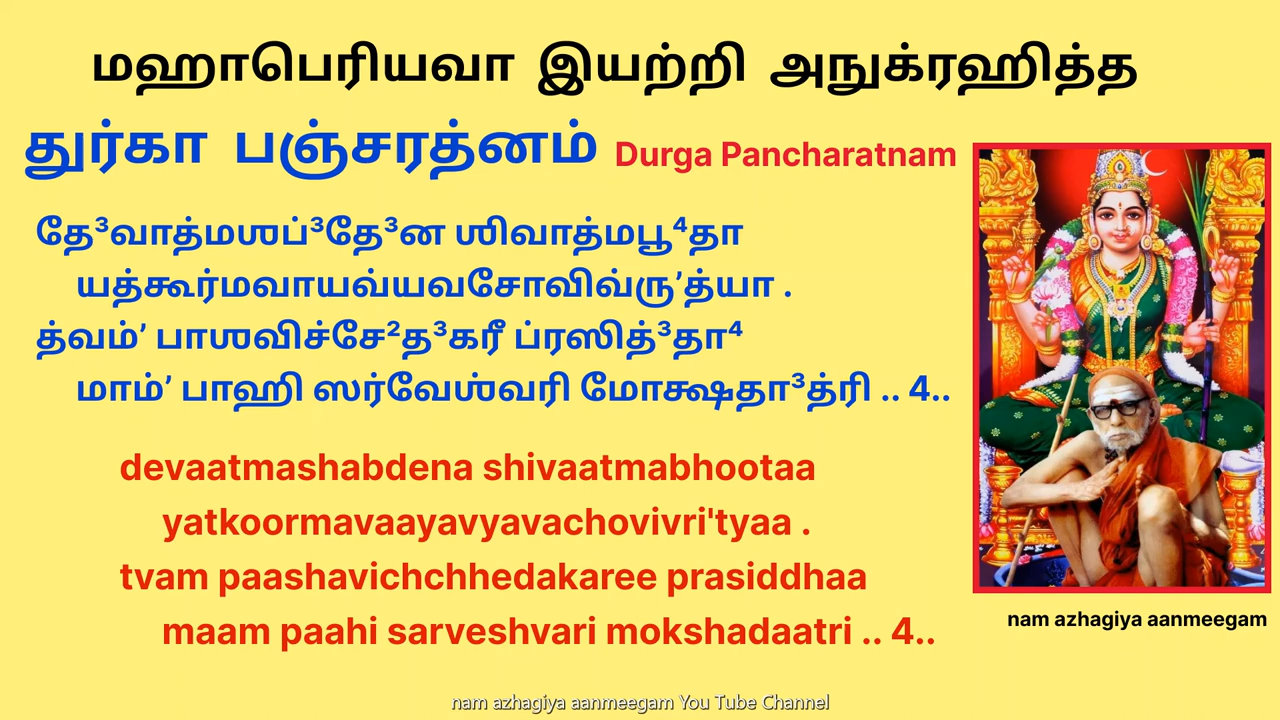 மஹாபெரியவா இயற்றி அநுக்ரஹித்த
துர்கா பஞ்சரத்னம் Durga Pancharatnam
தே³வாத்மஶப்³தே³ன ஶிவாத்மபூ⁴தா
யத்கூர்மவாயவ்யவசோவிவ்ரு’த்யா .
த்வம்’ பாஶவிச்சே²த³கரீ ப்ரஸித்³தா⁴
மாம்’ பாஹி ஸர்வேஶ்வரி மோக்ஷதா³த்ரி .. 4..
devaatmashabdena shivaatmabhootaa
yatkoormavaayavyavachovivri'tyaa .
tvam paashavichchhedakaree prasiddhaa
maam paahi sarveshvari mokshadaatri .. 4..
nam azhagiya aanmeegam
nam azhagiya aanmeegam You Tube Channel